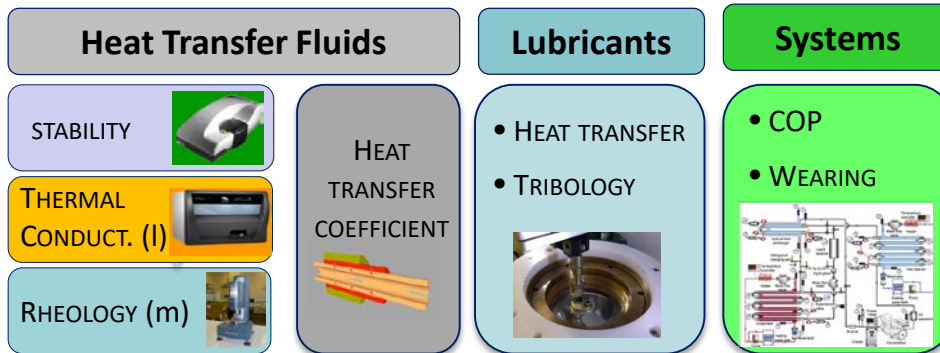 Heat Transfer Fluids
Lubricants
Systems
STABILITY
THERMAL
CONDUCT. (l)
RHEOLOGY (m)
HEAT
TRANSFER
COEFFICIENT
• HEAT TRANSFER
• TRIBOLOGY
• COP
• WEARING